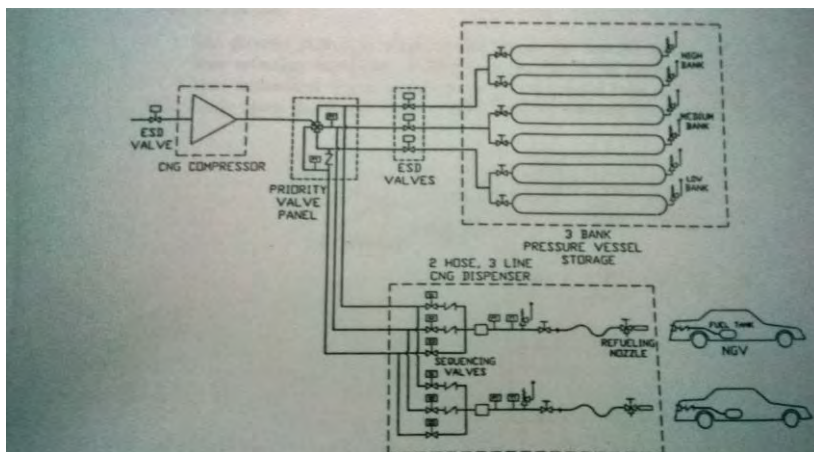 HIGH
BANK
ESD
VALVE
MEDIUM
BANK
CNG COMPRESSOR
ESD
VALVES
PRIORITY
VALVE
PANEL
LOW
BANK
3 BANK
PRESSURE VESSEL
STORAGE
2 HOSE, 3 LINE
CNG DISPENSER
FUEL TANK
REFUELING
NOZZLE
NGV
SEQUENCING
VALVES